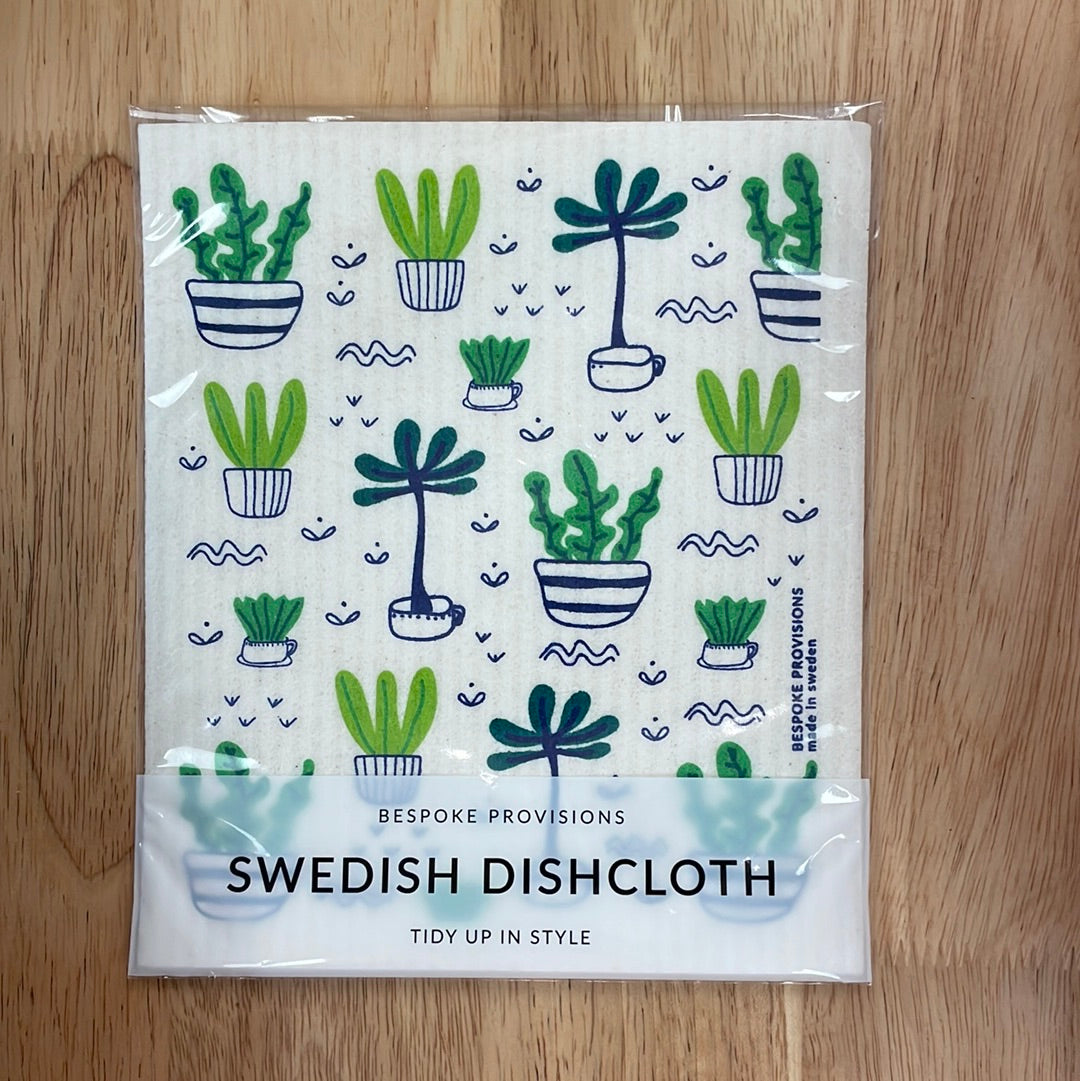 BESPOKE PROVISIONS
made in sweden
BESPOKE PROVISIONS
SWEDISH DISHCLOTH
TIDY UP IN STYLE